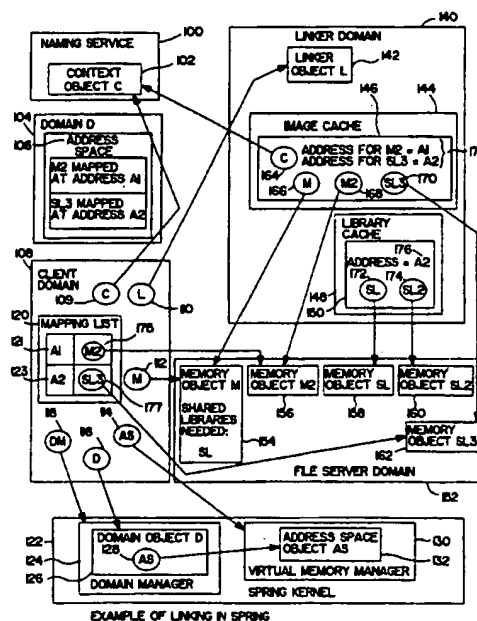 100
NAMING SERVICE
102
CONTEXT
OBJECT C
140
LINKER DOMAIN
LINKER
OBJECT L
142
146
144
IMAGE CACHE
C
164
ADDRESS FOR M2 = A1
ADDRESS FOR SL3 = A2
M
166
M2
168
SL3
170
104
DOMAIN D
106
ADDRESS
SPACE
M2 MAPPED
AT ADDRESS A1
SL3 MAPPED
AT ADDRESS A2
LIBRARY
CACHE
176
ADDRESS = A2
172
174
SL
SL2
148
150
108
CLIENT
DOMAIN
C
109
L
110
120
MAPPING LIST
121
A1
M2
175
123
A2
SL3
177
112
M
MEMORY
OBJECT M
SHARED
LIBRARIES
NEEDED:
SL
154
MEMORY
OBJECT M2
156
MEMORY
OBJECT SL
158
MEMORY
OBJECT SL2
160
MEMORY
OBJECT SL3
162
FILE SERVER DOMAIN
152
DM
D
114
AS
122
124
126
DOMAIN OBJECT D
128
AS
DOMAIN MANAGER
ADDRESS SPACE
OBJECT AS
130
132
VIRTUAL MEMORY MANAGER
SPRING KERNEL
EXAMPLE OF LINKING IN SPRING